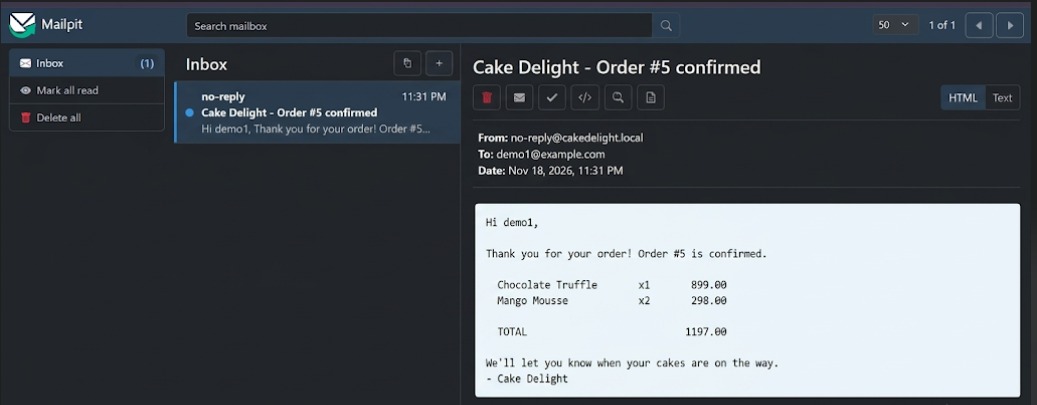 Mailpit
Search mailbox
50
1 of 1
Inbox (1)
Mark all read
Delete all
Inbox
no-reply 11:31 PM
Cake Delight - Order #5 confirmed
Hi demo1, Thank you for your order! Order #5...
Cake Delight - Order #5 confirmed
HTML Text
From: no-reply@cakedelight.local
To: demo1@example.com
Date: Nov 18, 2026, 11:31 PM
Hi demo1,
Thank you for your order! Order #5 is confirmed.
Chocolate Truffle x1 899.00
Mango Mousse x2 298.00
TOTAL 1197.00
We'll let you know when your cakes are on the way.
- Cake Delight